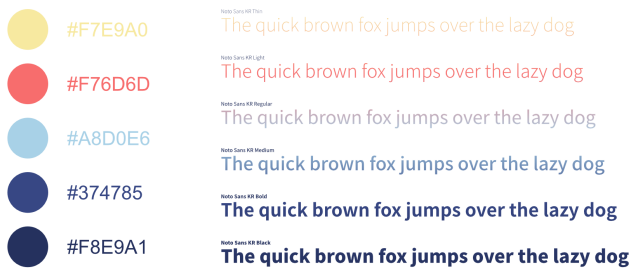 #F7E9A0
#F76D6D
#A8D0E6
#374785
#F8E9A1
Noto Sans KR Thin
The quick brown fox jumps over the lazy dog
Noto Sans KR Light
The quick brown fox jumps over the lazy dog
Noto Sans KR Regular
The quick brown fox jumps over the lazy dog
Noto Sans KR Medium
The quick brown fox jumps over the lazy dog
Noto Sans KR Bold
The quick brown fox jumps over the lazy dog
Noto Sans KR Black
The quick brown fox jumps over the lazy dog